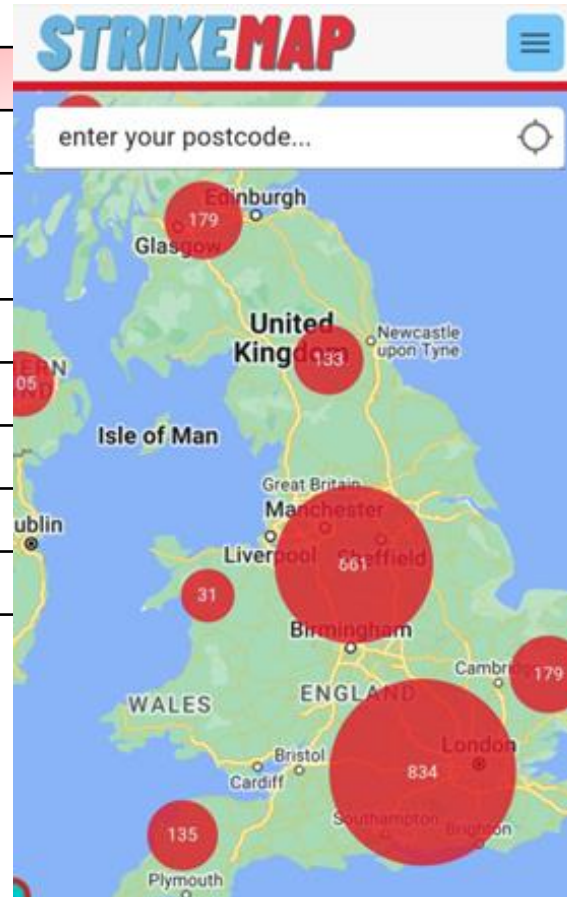 STRIKEMAP
enter your postcode...
Edinburgh
179
Glasgow
United
Kingdom
133
Newcastle
upon Tyne
05
Isle of Man
Great Britain
Manchester
ublin
Liverpool
Sheffield
661
31
Birmingham
Cambri
179
WALES
ENGLAND
London
Bristol
834
Cardiff
Southampton
Brighton
135
Plymouth